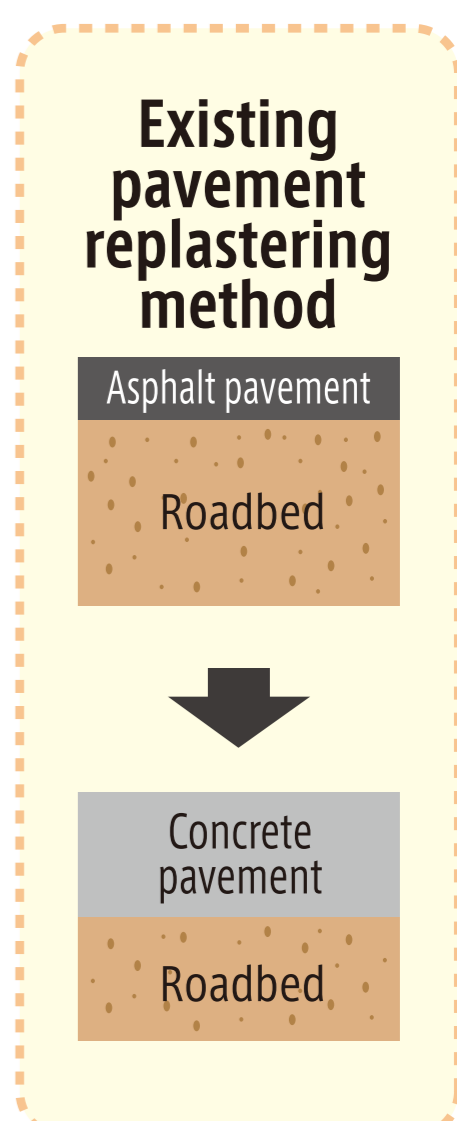 Existing
pavement
replastering
method
Asphalt pavement
Roadbed
Concrete
pavement
Roadbed